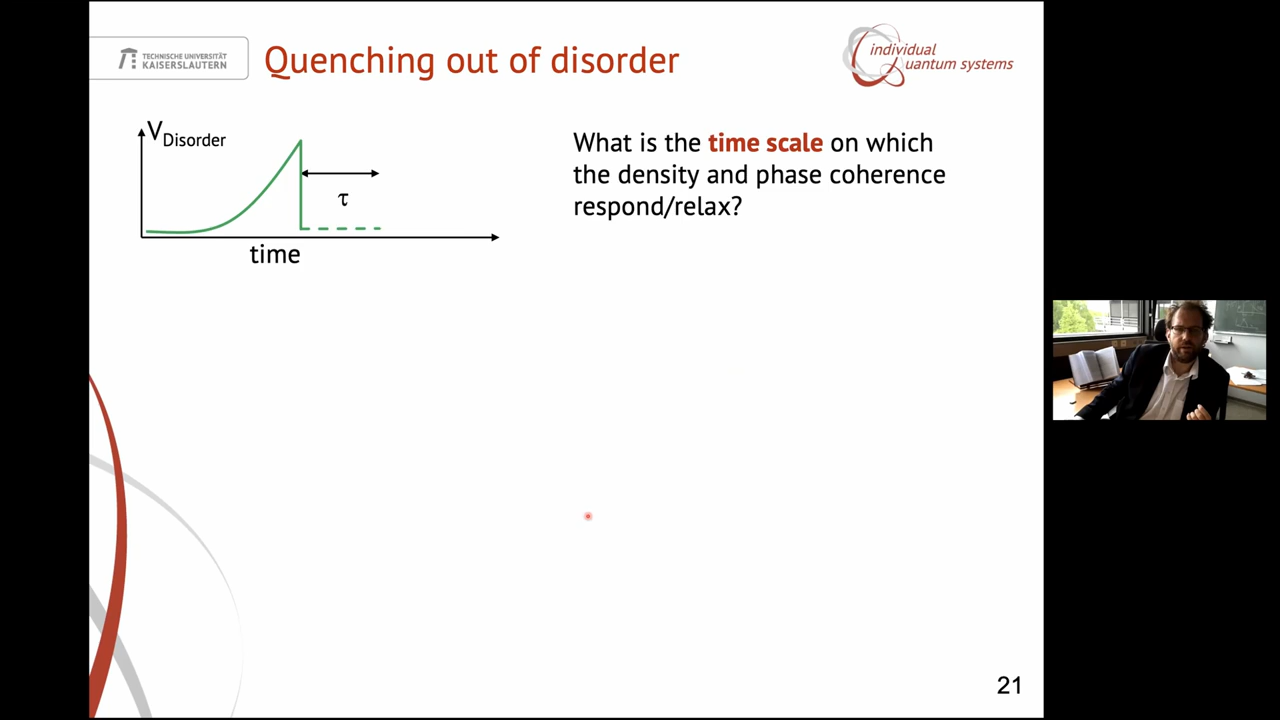 TECHNISCHE UNIVERSITÄT
KAISERSLAUTERN
Quenching out of disorder
individual
Quantum systems
V Disorder
τ
time
What is the time scale on which
the density and phase coherence
respond/relax?
21